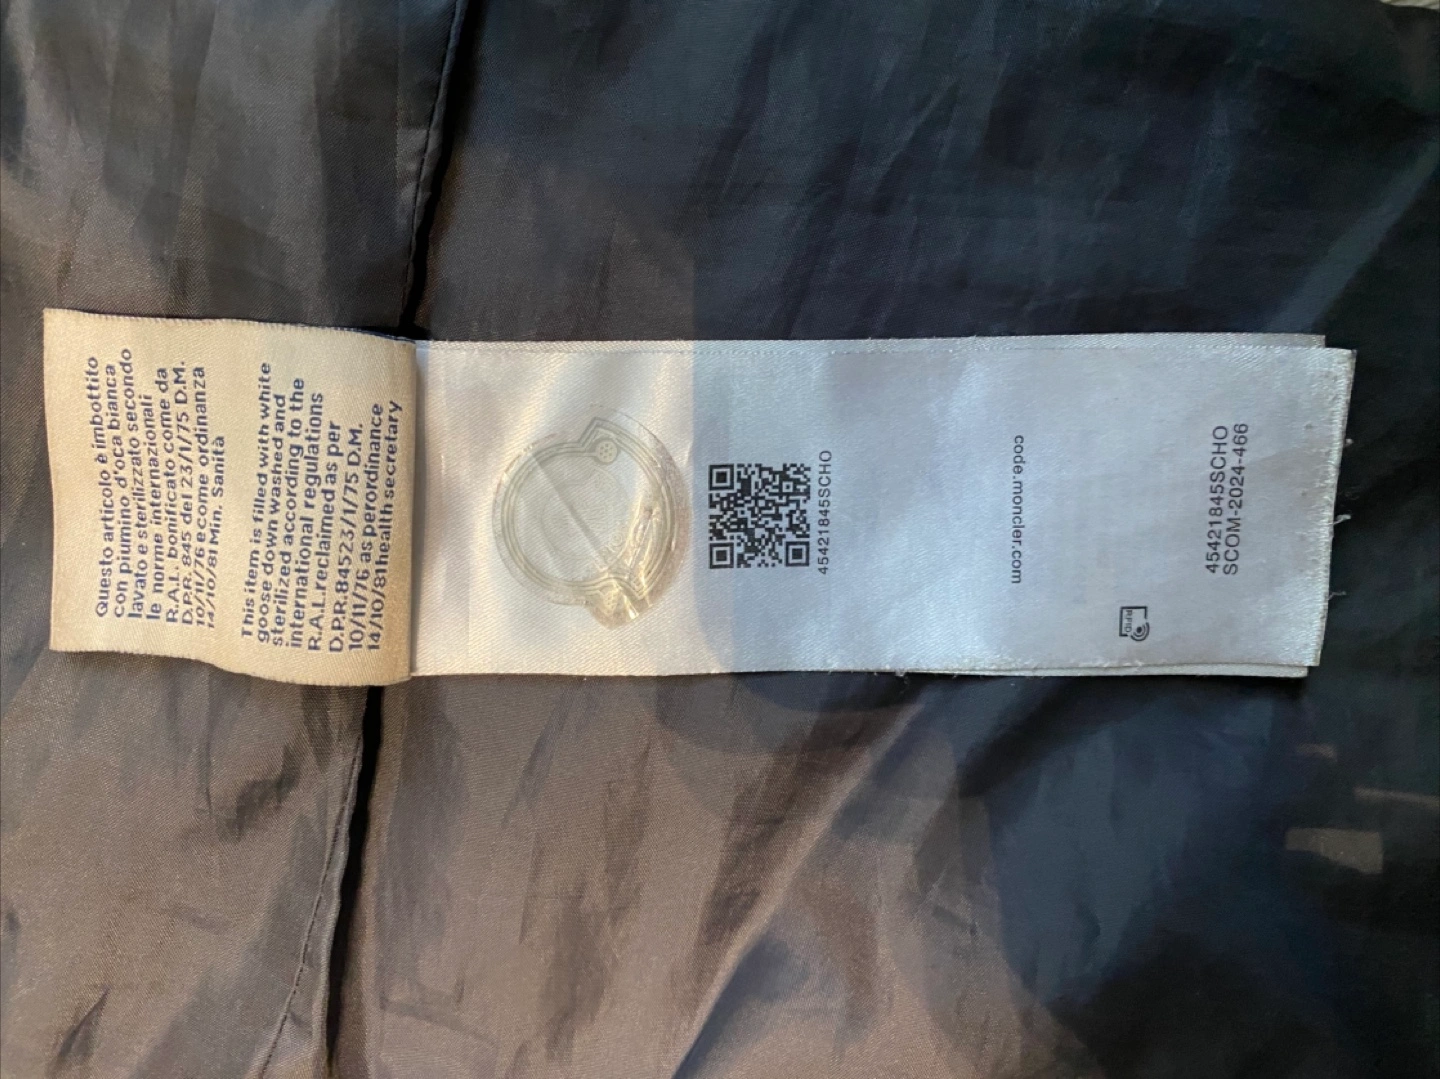 Questo articolo è imbottito
con piumino d'oca bianca
lavato e sterilizzato secondo
le norme internazionali
R.A.L. bonificato come da
D.P.R. 845 del 23/1/75 D.M.
10/11/76 e come ordinanza
14/10/81 Min. Sanità
This item is filled with white
goose down washed and
sterilized according to the
international regulations
R.A.L.reclaimed as per
D.P.R.84523/1/75 D.M.
10/11/76 as perordinance
14/10/81health secretary
45421845SCHO
code.moncler.com
RFID
45421845SCHO
SCOM-2024-466